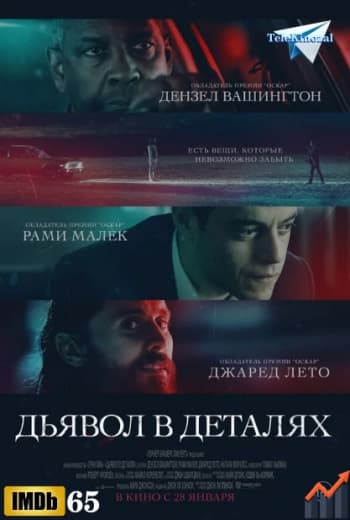 TeleKinozal
ОБЛАДАТЕЛЬ ПРЕМИИ "ОСКАР"
ДЕНЗЕЛ ВАШИНГТОН
ЕСТЬ ВЕЩИ, КОТОРЫЕ
НЕВОЗМОЖНО ЗАБЫТЬ
ОБЛАДАТЕЛЬ ПРЕМИИ "ОСКАР"
РАМИ МАЛЕК
ОБЛАДАТЕЛЬ ПРЕМИИ "ОСКАР"
ДЖАРЕД ЛЕТО
ДЬЯВОЛ В ДЕТАЛЯХ
IMDb 65
В КИНО С 28 ЯНВАРЯ